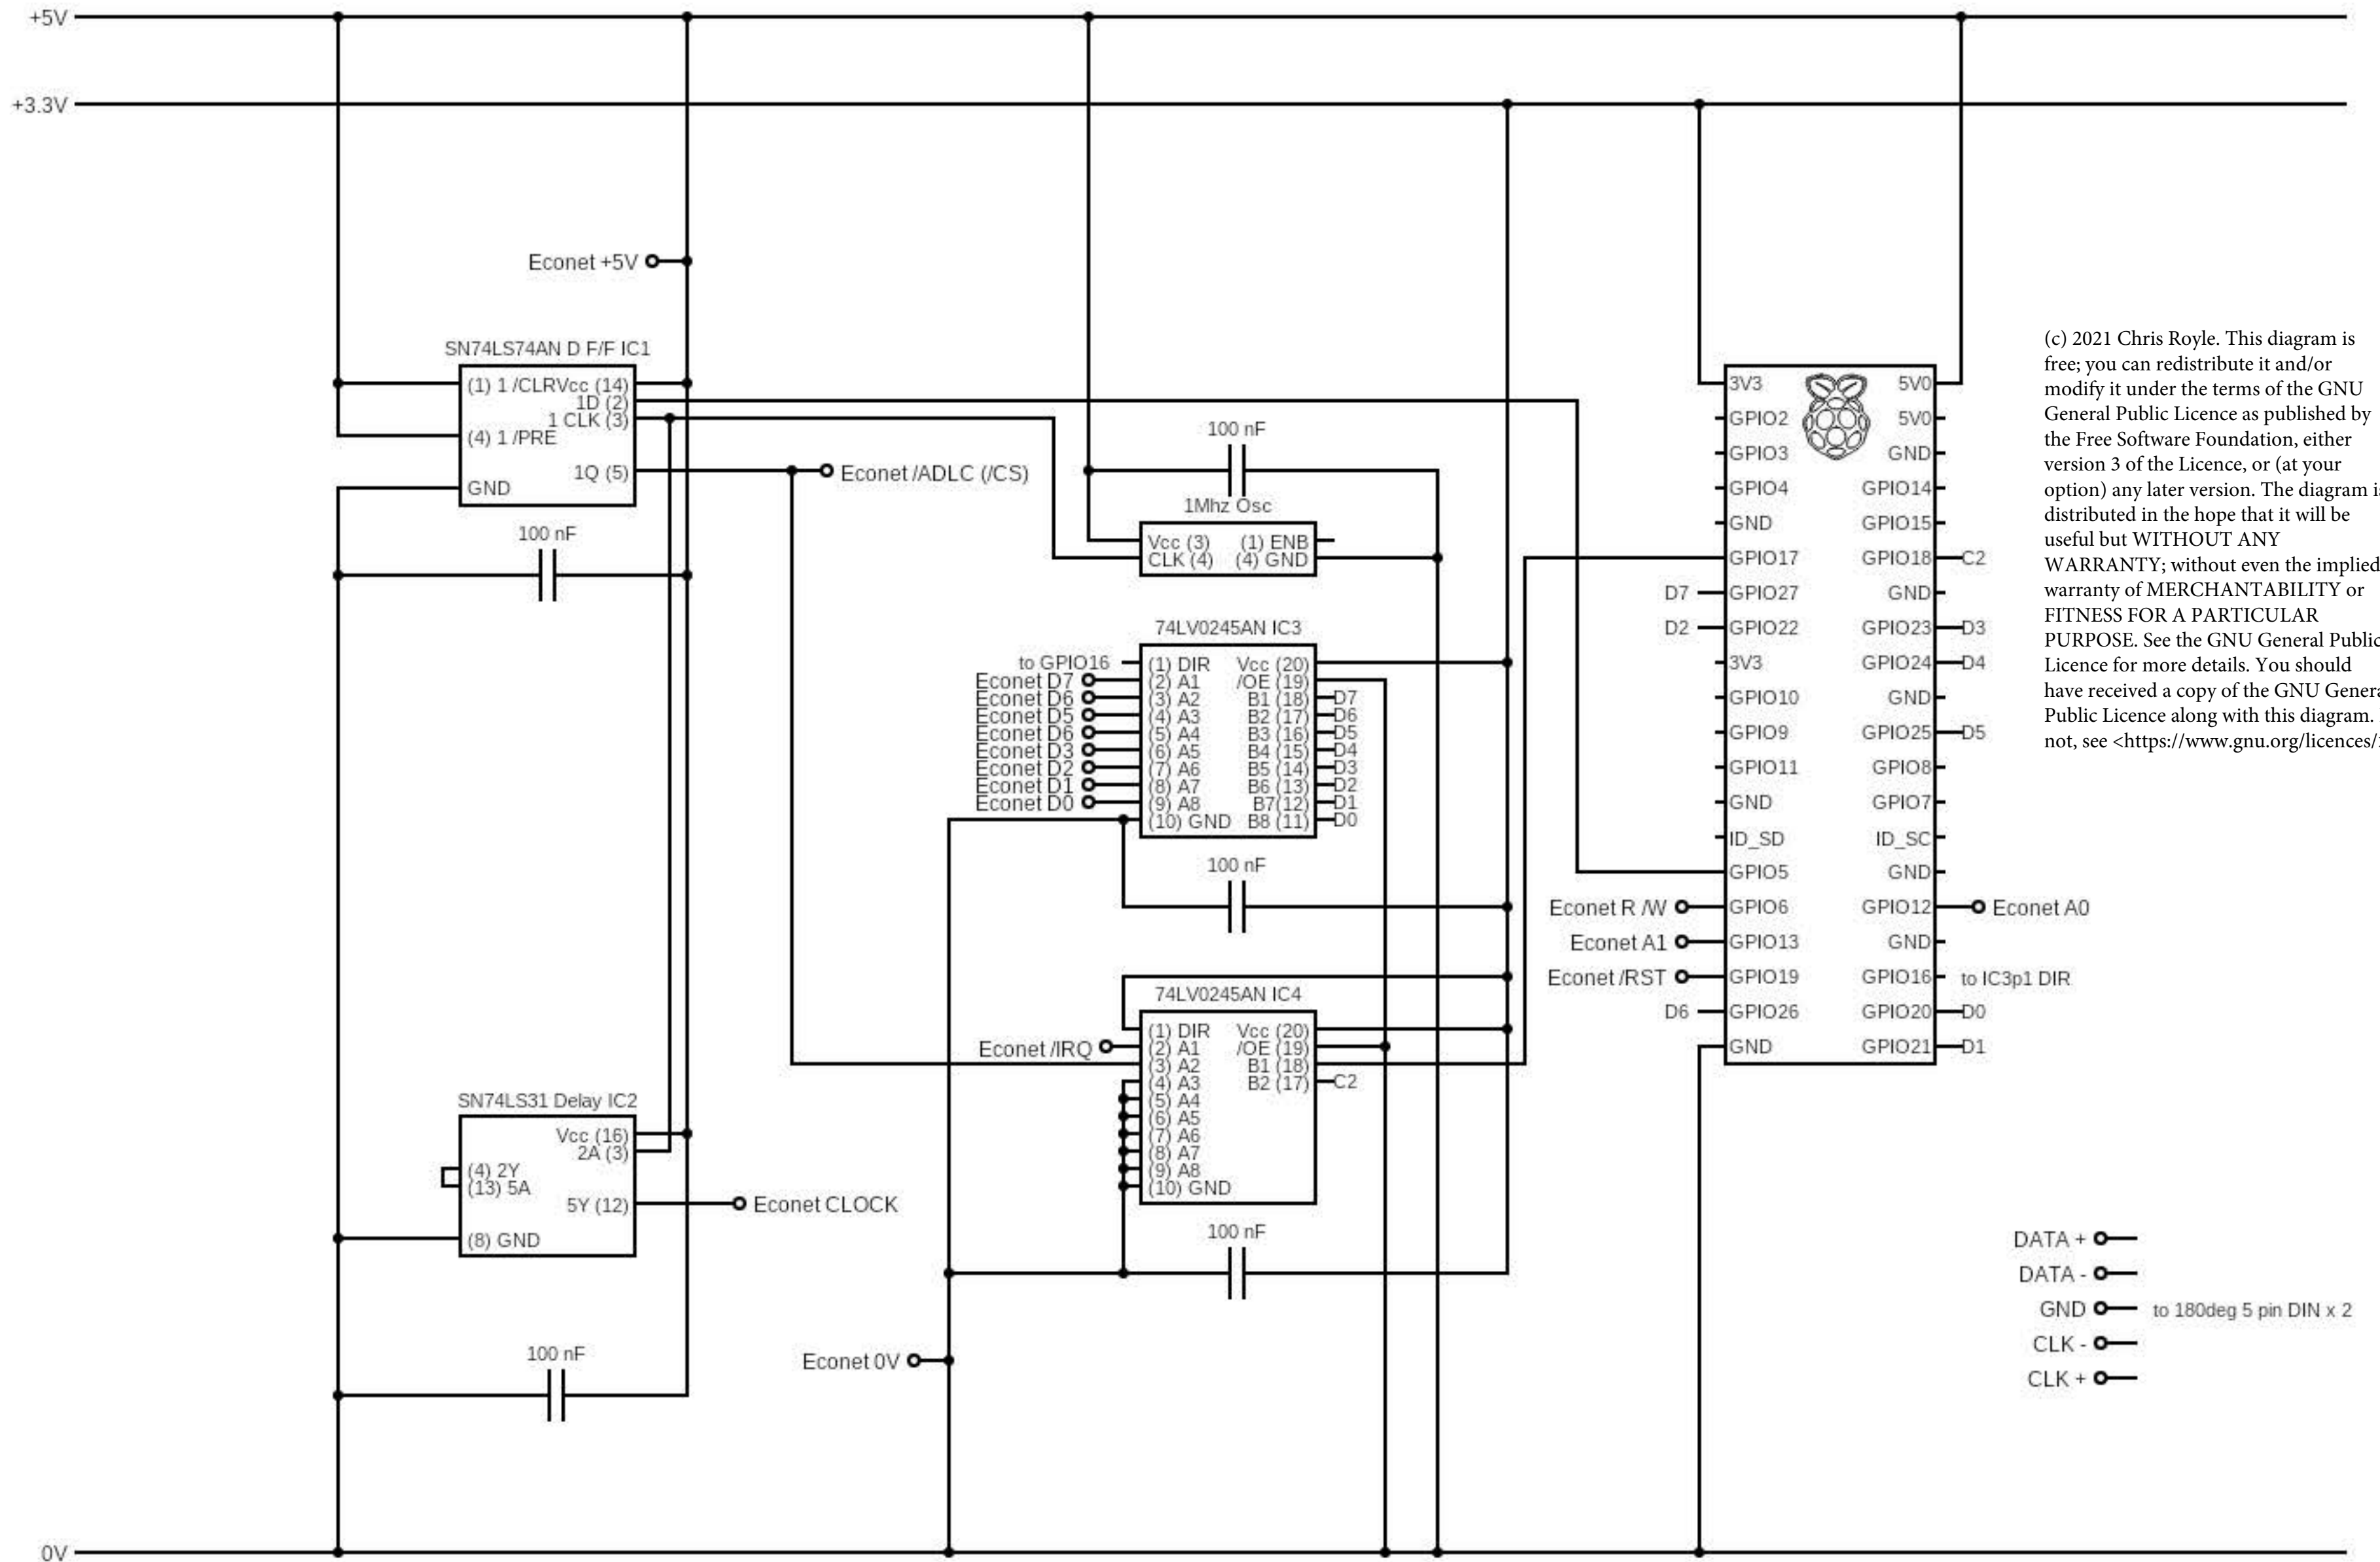 +5V
+3.3V
Econet +5V
SN74LS74AN D F/F IC1
(1) 1 /CLR
Vcc (14)
1D (2)
1 CLK (3)
(4) 1 /PRE
1Q (5)
GND
Econet /ADLC (/CS)
100 nF
100 nF
1Mhz Osc
Vcc (3)
(1) ENB
CLK (4)
(4) GND
74LV0245AN IC3
to GPIO16
(1) DIR
Vcc (20)
Econet D7
(2) A1
/OE (19)
Econet D6
(3) A2
B1 (18)
D7
Econet D5
(4) A3
B2 (17)
D6
Econet D6
(5) A4
B3 (16)
D5
Econet D3
(6) A5
B4 (15)
D4
Econet D2
(7) A6
B5 (14)
D3
Econet D1
(8) A7
B6 (13)
D2
Econet D0
(9) A8
B7(12)
D1
(10) GND
B8 (11)
D0
100 nF
74LV0245AN IC4
(1) DIR
Vcc (20)
Econet /IRQ
(2) A1
/OE (19)
(3) A2
B1 (18)
(4) A3
B2 (17)
C2
(5) A4
(6) A5
(7) A6
(8) A7
(9) A8
(10) GND
100 nF
SN74LS31 Delay IC2
Vcc (16)
2A (3)
(4) 2Y
(13) 5A
5Y (12)
Econet CLOCK
(8) GND
100 nF
Econet 0V
0V
3V3
5V0
GPIO2
5V0
GPIO3
GND
GPIO4
GPIO14
GND
GPIO15
GPIO17
GPIO18
C2
D7
GPIO27
GND
D2
GPIO22
GPIO23
D3
3V3
GPIO24
D4
GPIO10
GND
GPIO9
GPIO25
D5
GPIO11
GPIO8
GND
GPIO7
ID_SD
ID_SC
GPIO5
GND
Econet R /W
GPIO6
GPIO12
Econet A0
Econet A1
GPIO13
GND
Econet /RST
GPIO19
GPIO16
to IC3p1 DIR
D6
GPIO26
GPIO20
D0
GND
GPIO21
D1
(c) 2021 Chris Royle. This diagram is
free; you can redistribute it and/or
modify it under the terms of the GNU
General Public Licence as published by
the Free Software Foundation, either
version 3 of the Licence, or (at your
option) any later version. The diagram i
distributed in the hope that it will be
useful but WITHOUT ANY
WARRANTY; without even the implied
warranty of MERCHANTABILITY or
FITNESS FOR A PARTICULAR
PURPOSE. See the GNU General Public
Licence for more details. You should
have received a copy of the GNU Genera
Public Licence along with this diagram.
not, see <https://www.gnu.org/licences/
DATA +
DATA -
GND
to 180deg 5 pin DIN x 2
CLK -
CLK +